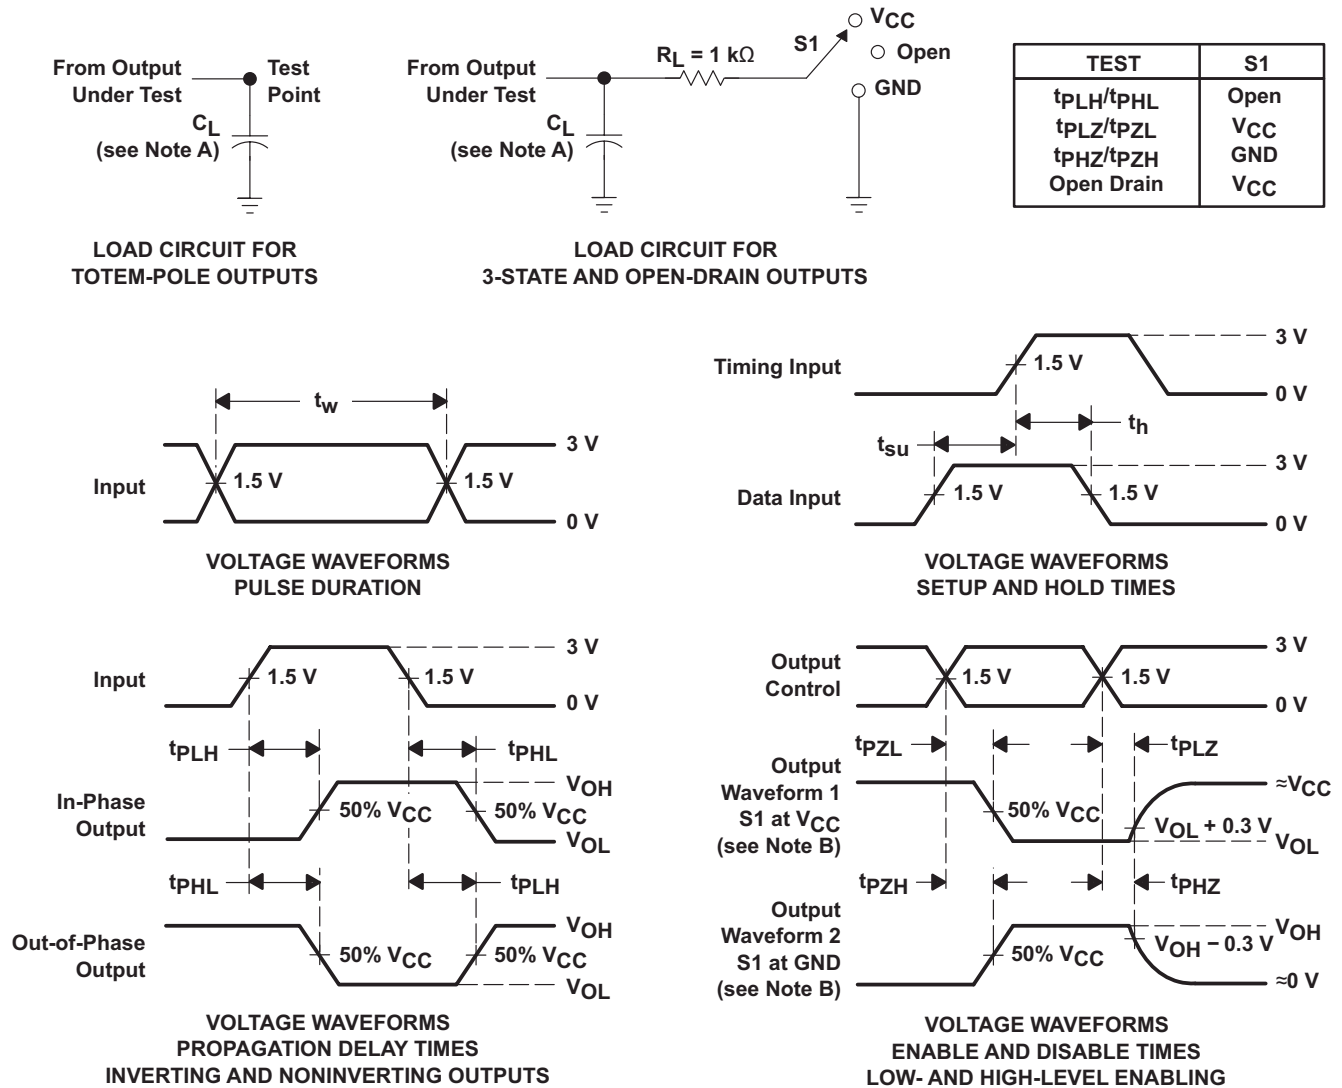 From Output
Under Test
Test
Point
CL
(see Note A)
LOAD CIRCUIT FOR
TOTEM-POLE OUTPUTS
From Output
Under Test
CL
(see Note A)
RL = 1 kΩ
S1
VCC
Open
GND
LOAD CIRCUIT FOR
3-STATE AND OPEN-DRAIN OUTPUTS
TEST S1
tPLH/tPHL Open
tPLZ/tPZL VCC
tPHZ/tPZH GND
Open Drain VCC
tw
Input
1.5 V
1.5 V
3 V
0 V
VOLTAGE WAVEFORMS
PULSE DURATION
Timing Input
1.5 V
3 V
0 V
th
tsu
Data Input
1.5 V
1.5 V
3 V
0 V
VOLTAGE WAVEFORMS
SETUP AND HOLD TIMES
Input
1.5 V
1.5 V
3 V
0 V
tPLH
tPHL
In-Phase
Output
50% VCC
50% VCC
VOH
VOL
tPHL
tPLH
Out-of-Phase
Output
50% VCC
50% VCC
VOH
VOL
VOLTAGE WAVEFORMS
PROPAGATION DELAY TIMES
INVERTING AND NONINVERTING OUTPUTS
Output
Control
1.5 V
1.5 V
3 V
0 V
tPZL
tPLZ
Output
Waveform 1
S1 at VCC
(see Note B)
50% VCC
VOL + 0.3 V
≈VCC
VOL
tPZH
tPHZ
Output
Waveform 2
S1 at GND
(see Note B)
50% VCC
VOH − 0.3 V
VOH
≈0 V
VOLTAGE WAVEFORMS
ENABLE AND DISABLE TIMES
LOW- AND HIGH-LEVEL ENABLING